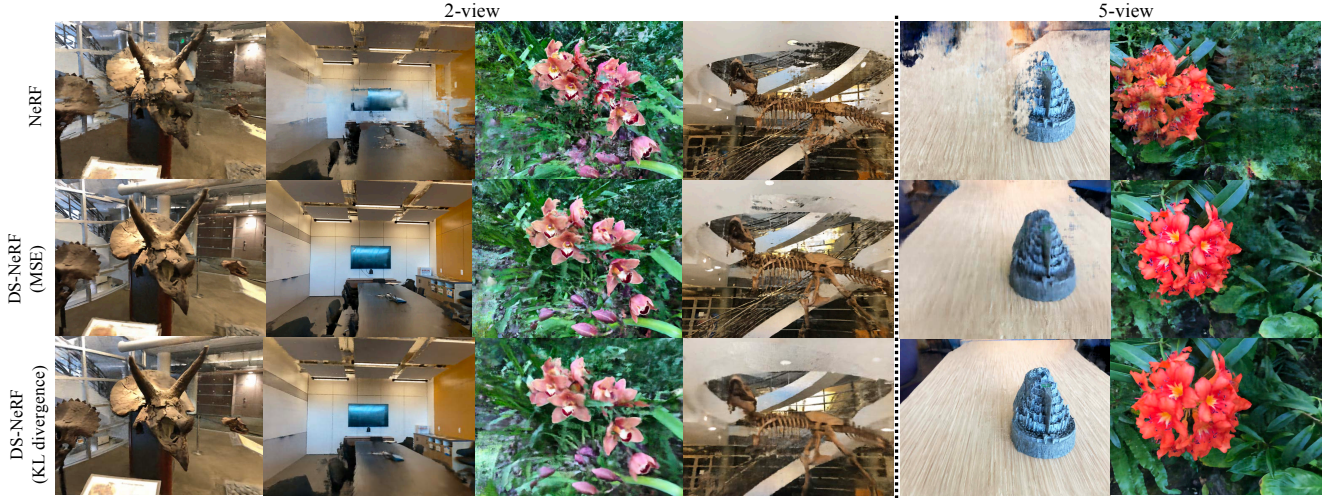 2-view
5-view
NeRF
DS-NeRF
(MSE)
DS-NeRF
(KL divergence)